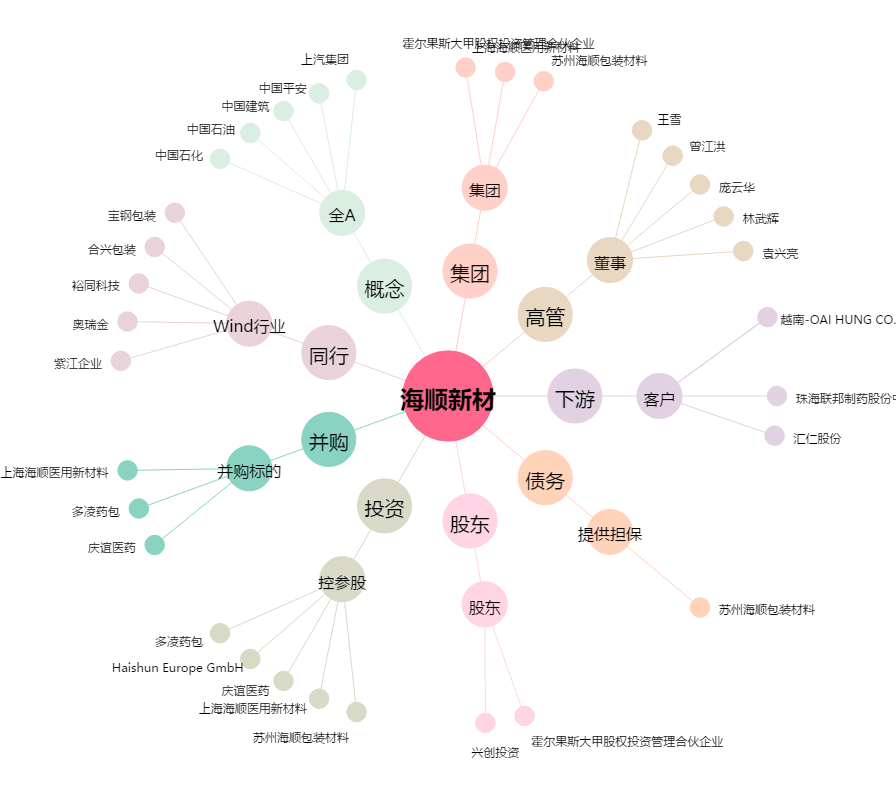 霍尔果斯大甲股权投资管理合伙企业
上海海顺医用新材料
苏州海顺包装材料
集团
集团
上汽集团
中国平安
中国建筑
中国石油
中国石化
全A
概念
王雪
曾江洪
庞云华
林武辉
袁兴亮
董事
高管
宝钢包装
合兴包装
裕同科技
奥瑞金
紫江企业
Wind行业
同行
海顺新材
下游
客户
越南-OAI HUNG CO.
珠海联邦制药股份
汇仁股份
并购
并购标的
上海海顺医用新材料
多凌药包
庆谊医药
投资
控参股
多凌药包
Haishun Europe GmbH
庆谊医药
上海海顺医用新材料
苏州海顺包装材料
股东
股东
兴创投资
霍尔果斯大甲股权投资管理合伙企业
债务
提供担保
苏州海顺包装材料